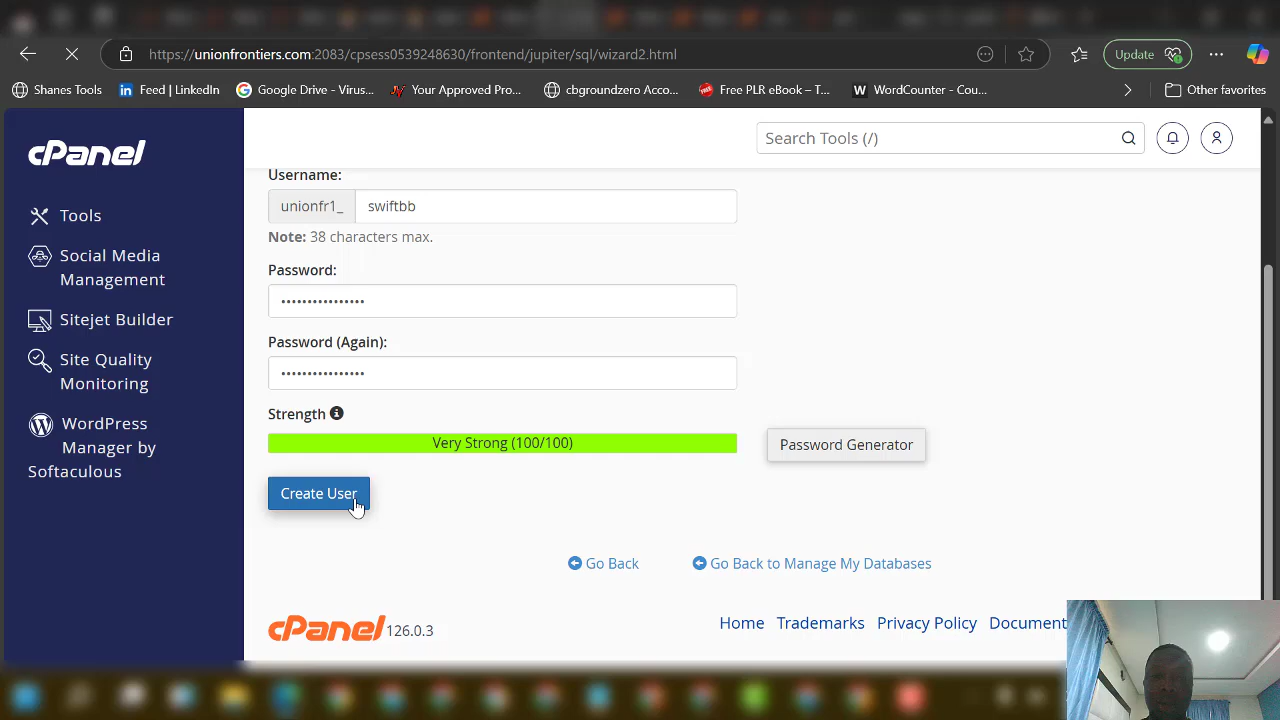 https://unionfrontiers.com:2083/cpsess0539248630/frontend/jupiter/sql/wizard2.html
Update
Shanes Tools
Feed | LinkedIn
Google Drive - Virus...
Your Approved Pro...
cbgroundzero Acco...
Free PLR eBook – T...
WordCounter - Cou...
Other favorites
cPanel
Search Tools (/)
Tools
Social Media
Management
Sitejet Builder
Site Quality
Monitoring
WordPress
Manager by
Softaculous
Username:
unionfr1_ swiftbb
Note: 38 characters max.
Password:
••••••••••••••••
Password (Again):
••••••••••••••••
Strength
Very Strong (100/100)
Password Generator
Create User
Go Back
Go Back to Manage My Databases
cPanel 126.0.3
Home
Trademarks
Privacy Policy
Document